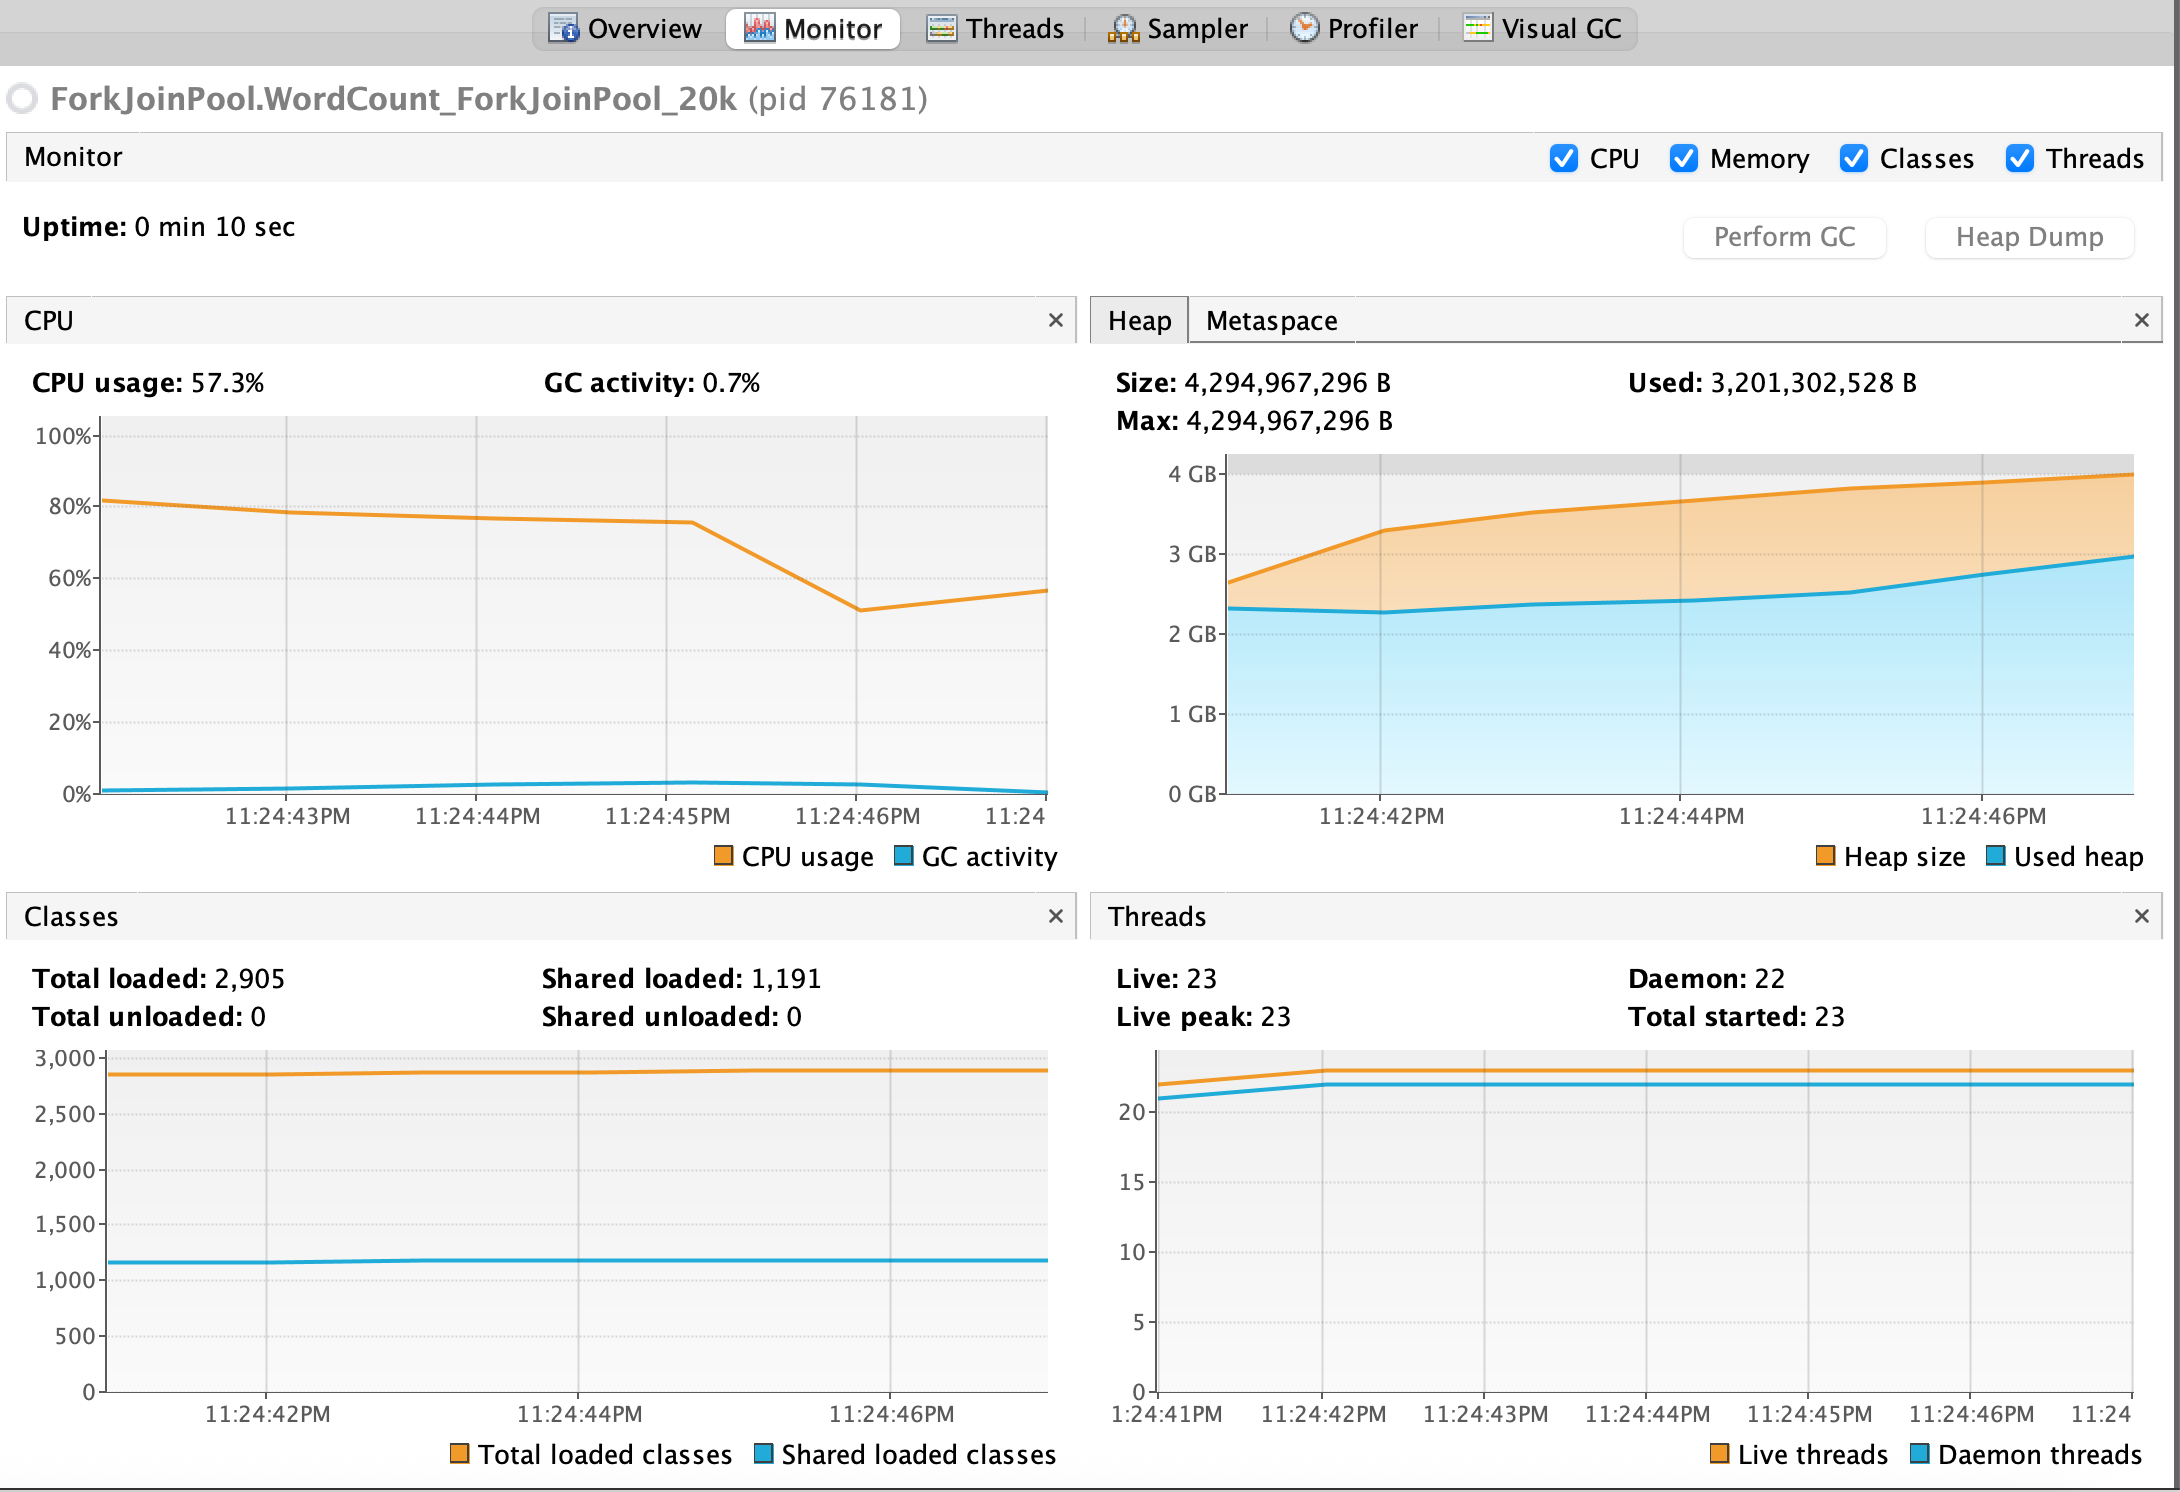 Overview Monitor Threads Sampler Profiler Visual GC
ForkJoinPool.WordCount_ForkJoinPool_20k (pid 76181)
Monitor CPU Memory Classes Threads
Uptime: 0 min 10 sec
Perform GC Heap Dump
CPU ×
CPU usage: 57.3% GC activity: 0.7%
100%
80%
60%
40%
20%
0%
11:24:43PM 11:24:44PM 11:24:45PM 11:24:46PM 11:24
CPU usage GC activity
Heap Metaspace ×
Size: 4,294,967,296 B Used: 3,201,302,528 B
Max: 4,294,967,296 B
4 GB
3 GB
2 GB
1 GB
0 GB
11:24:42PM 11:24:44PM 11:24:46PM
Heap size Used heap
Classes ×
Total loaded: 2,905 Shared loaded: 1,191
Total unloaded: 0 Shared unloaded: 0
3,000
2,500
2,000
1,500
1,000
500
0
11:24:42PM 11:24:44PM 11:24:46PM
Total loaded classes Shared loaded classes
Threads ×
Live: 23 Daemon: 22
Live peak: 23 Total started: 23
20
15
10
5
0
1:24:41PM 11:24:42PM 11:24:43PM 11:24:44PM 11:24:45PM 11:24:46PM 11:24
Live threads Daemon threads